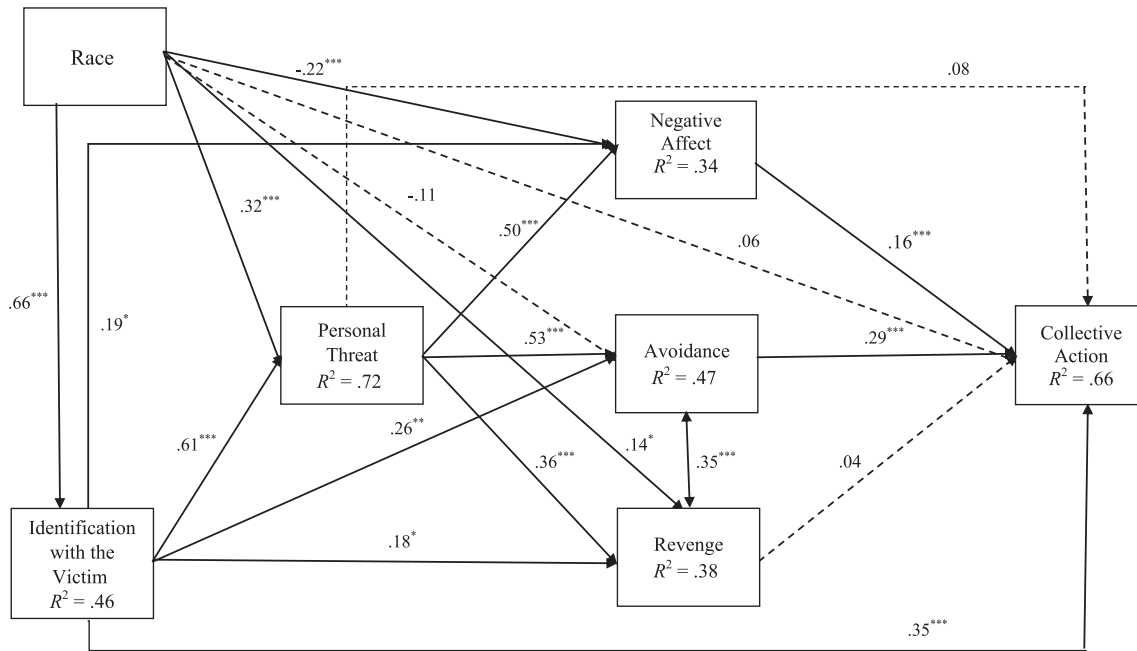 Race
-.22***
.08
Negative
Affect
R² = .34
.32***
-.11
.50***
.06
.16***
.66***
.19*
Personal
Threat
R² = .72
.53***
Avoidance
R² = .47
.29***
Collective
Action
R² = .66
.61***
.26**
.14*
.36***
.35***
.04
Identification
with the
Victim
R² = .46
.18*
Revenge
R² = .38
.35***